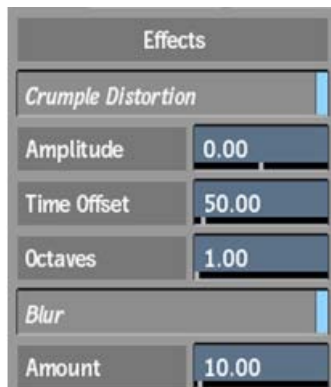 Effects
Crumple Distortion
Amplitude 0.00
Time Offset 50.00
Octaves 1.00
Blur
Amount 10.00